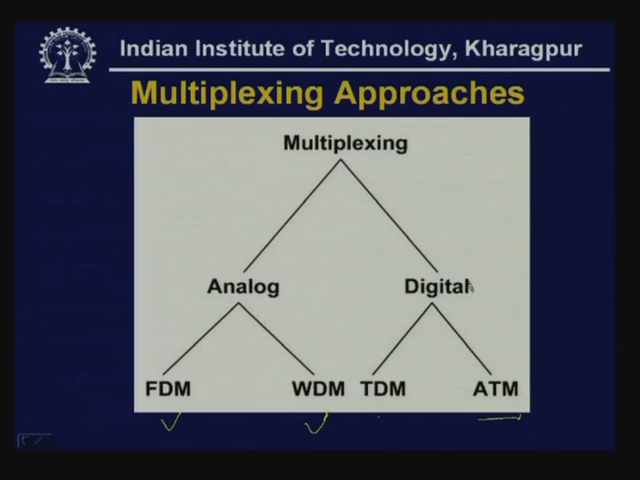 Indian Institute of Technology, Kharagpur
Multiplexing Approaches
Multiplexing
Analog Digital
FDM WDM TDM ATM